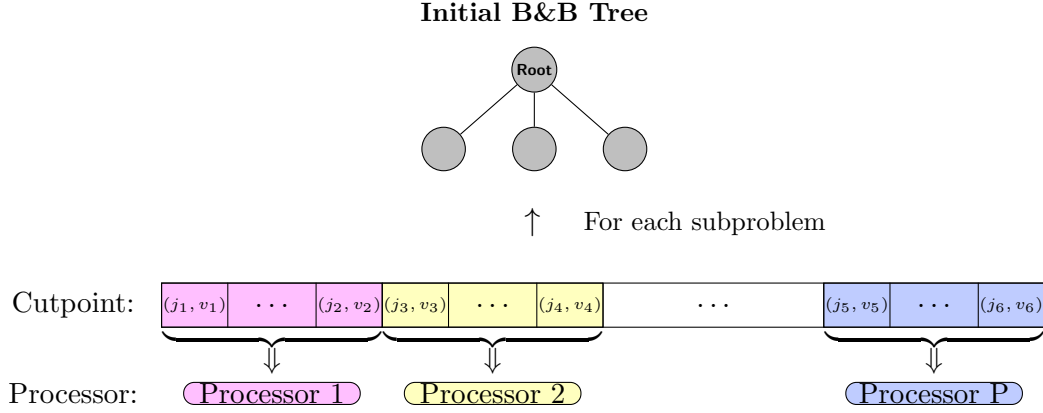 Initial B&B Tree
Root
↑ For each subproblem
Cutpoint: (j₁, v₁) ··· (j₂, v₂) (j₃, v₃) ··· (j₄, v₄) ··· (j₅, v₅) ··· (j₆, v₆)
⇓ ⇓ ⇓
Processor: Processor 1 Processor 2 Processor P